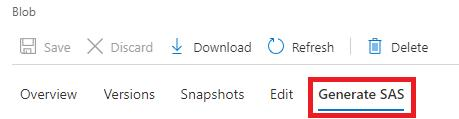 Blob
Save Discard Download Refresh Delete
Overview Versions Snapshots Edit Generate SAS